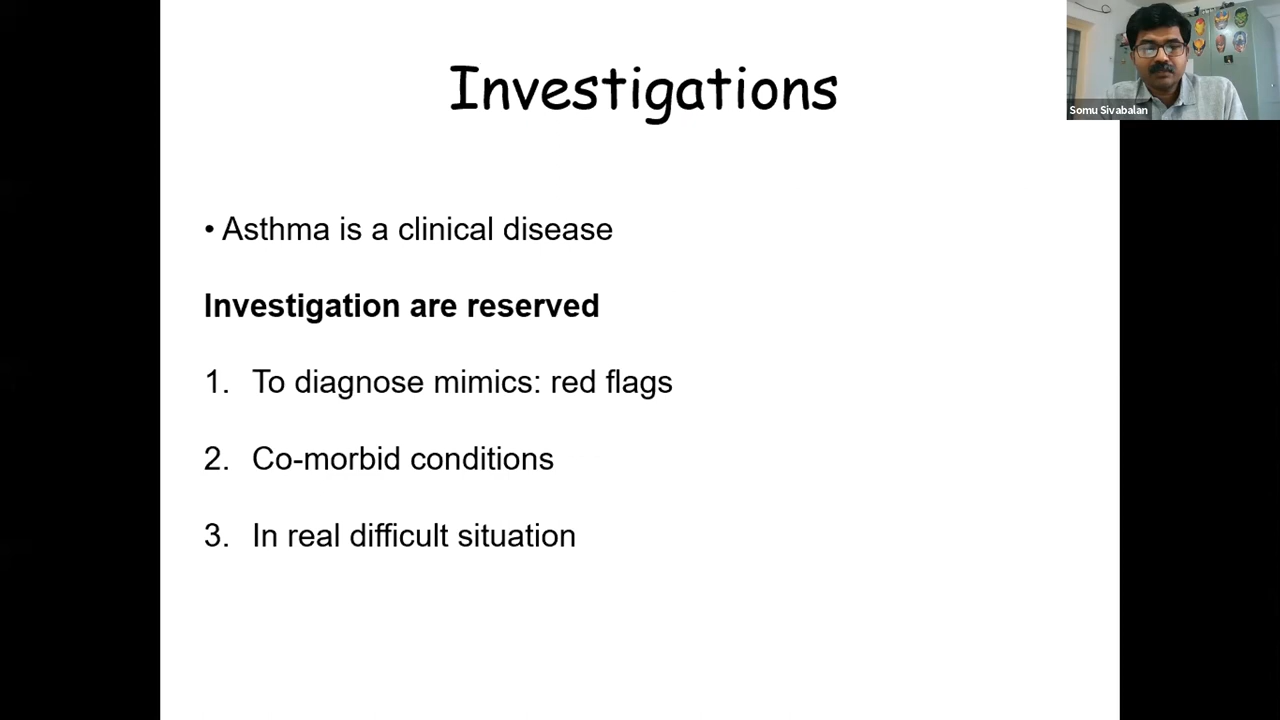 Investigations
Somu Sivabalan
• Asthma is a clinical disease
Investigation are reserved
1. To diagnose mimics: red flags
2. Co-morbid conditions
3. In real difficult situation